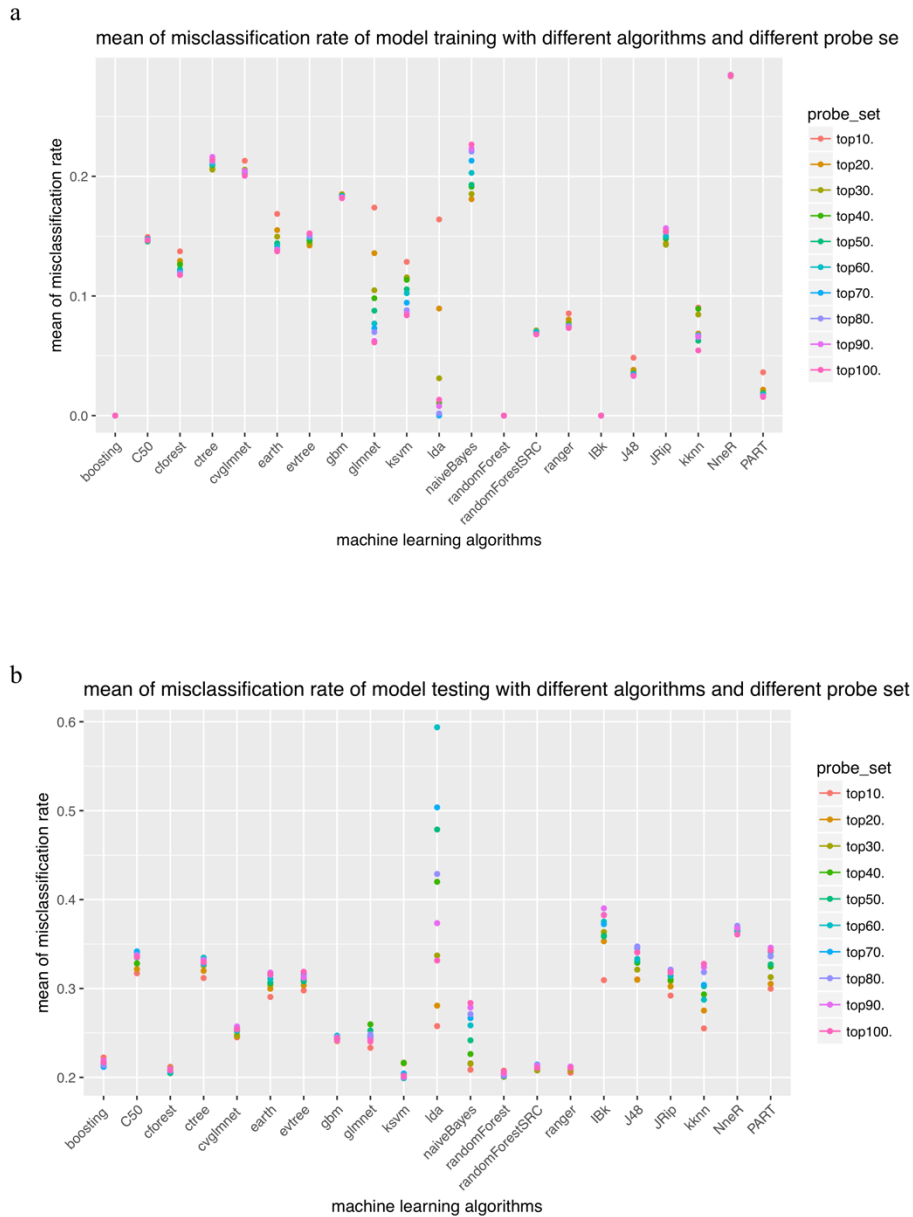 a
mean of misclassification rate of model training with different algorithms and different probe se
mean of misclassification rate
0.2
0.1
0.0
boosting
C50
cforest
ctree
cvglmnet
earth
evtree
gbm
glmnet
ksvm
lda
naiveBayes
randomForest
randomForestSRC
ranger
IBk
J48
JRip
kknn
NneR
PART
machine learning algorithms
probe_set
top10.
top20.
top30.
top40.
top50.
top60.
top70.
top80.
top90.
top100.
b
mean of misclassification rate of model testing with different algorithms and different probe set
mean of misclassification rate
0.6
0.5
0.4
0.3
0.2
boosting
C50
cforest
ctree
cvglmnet
earth
evtree
gbm
glmnet
ksvm
lda
naiveBayes
randomForest
randomForestSRC
ranger
IBk
J48
JRip
kknn
NneR
PART
machine learning algorithms
probe_set
top10.
top20.
top30.
top40.
top50.
top60.
top70.
top80.
top90.
top100.